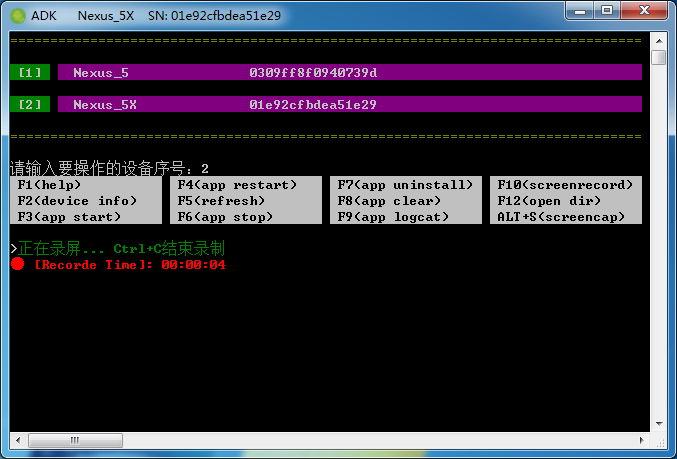 ADK Nexus_5X SN: 01e92cfbdea51e29
================================================================================
[1] Nexus_5 0309ff8f0940739d
[2] Nexus_5X 01e92cfbdea51e29
================================================================================
请输入要操作的设备序号：2
F1(help) F4(app restart) F7(app uninstall) F10(screenrecord)
F2(device info) F5(refresh) F8(app clear) F12(open dir)
F3(app start) F6(app stop) F9(app logcat) ALT+S(screencap)
>正在录屏... Ctrl+C结束录制
● [Recorde Time]: 00:00:04